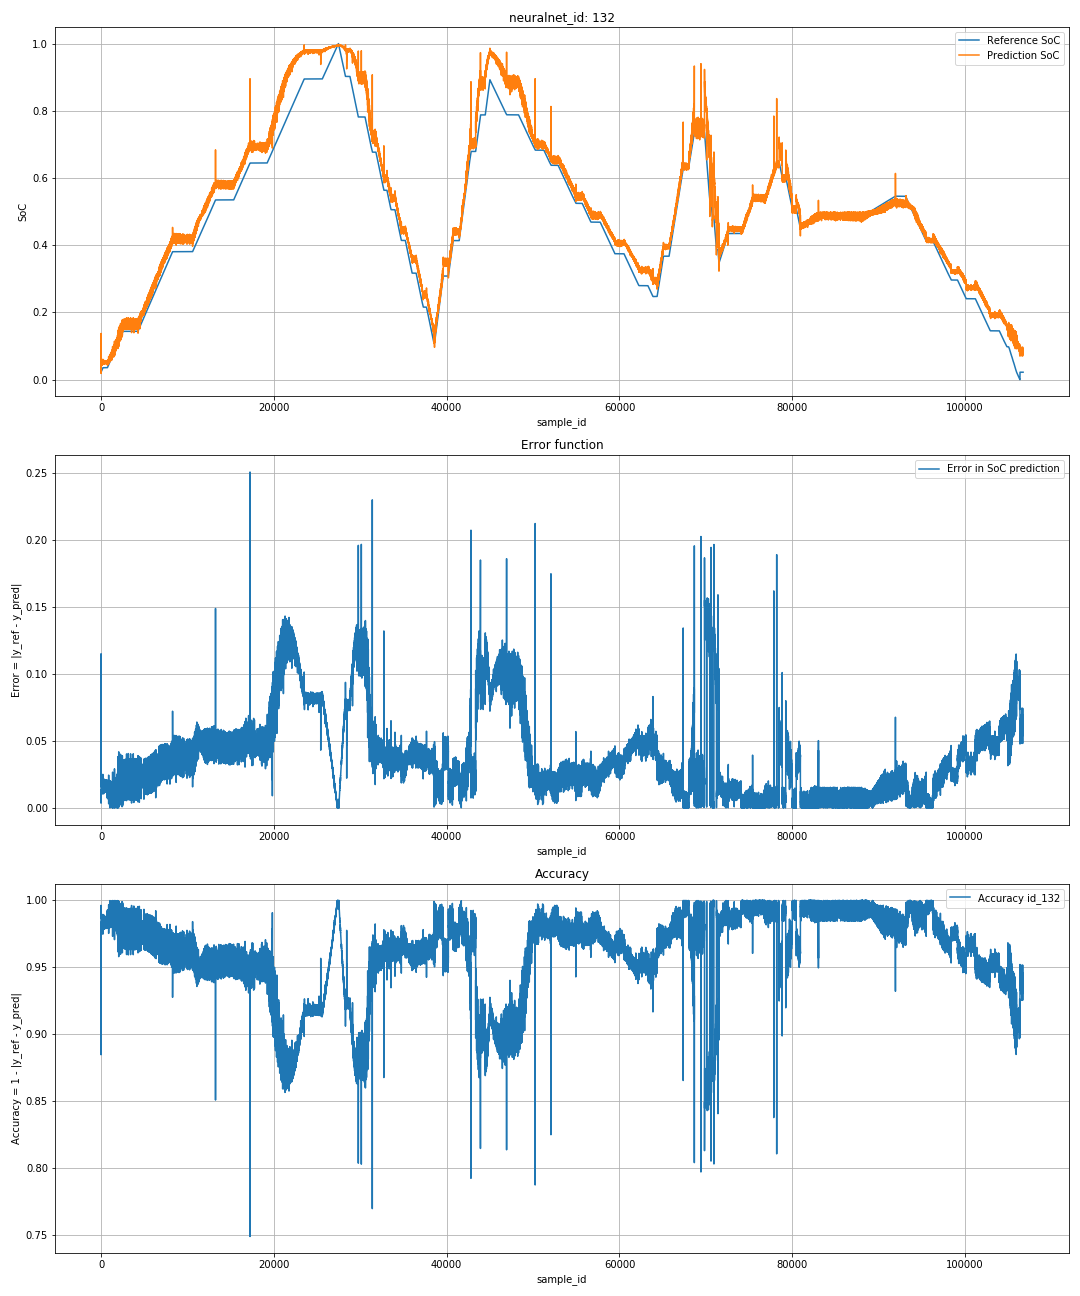 neuralnet_id: 132
Reference SoC
Prediction SoC
1.0
0.8
0.6
0.4
0.2
0.0
SoC
0 20000 40000 60000 80000 100000
sample_id
Error function
Error in SoC prediction
0.25
0.20
0.15
0.10
0.05
0.00
Error = |y_ref - y_pred|
0 20000 40000 60000 80000 100000
sample_id
Accuracy
Accuracy id_132
1.00
0.95
0.90
0.85
0.80
0.75
Accuracy = 1 - |y_ref - y_pred|
0 20000 40000 60000 80000 100000
sample_id